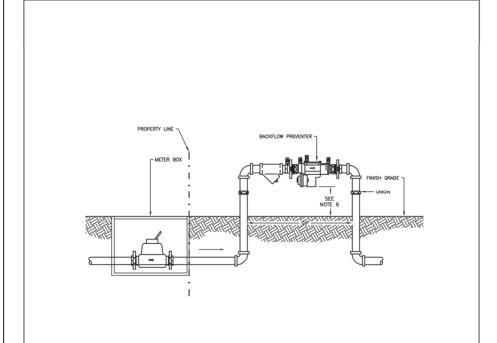 PROPERTY LINE
BACKFLOW PREVENTER
METER BOX
FINISH GRADE
UNION
SEE
NOTE 6